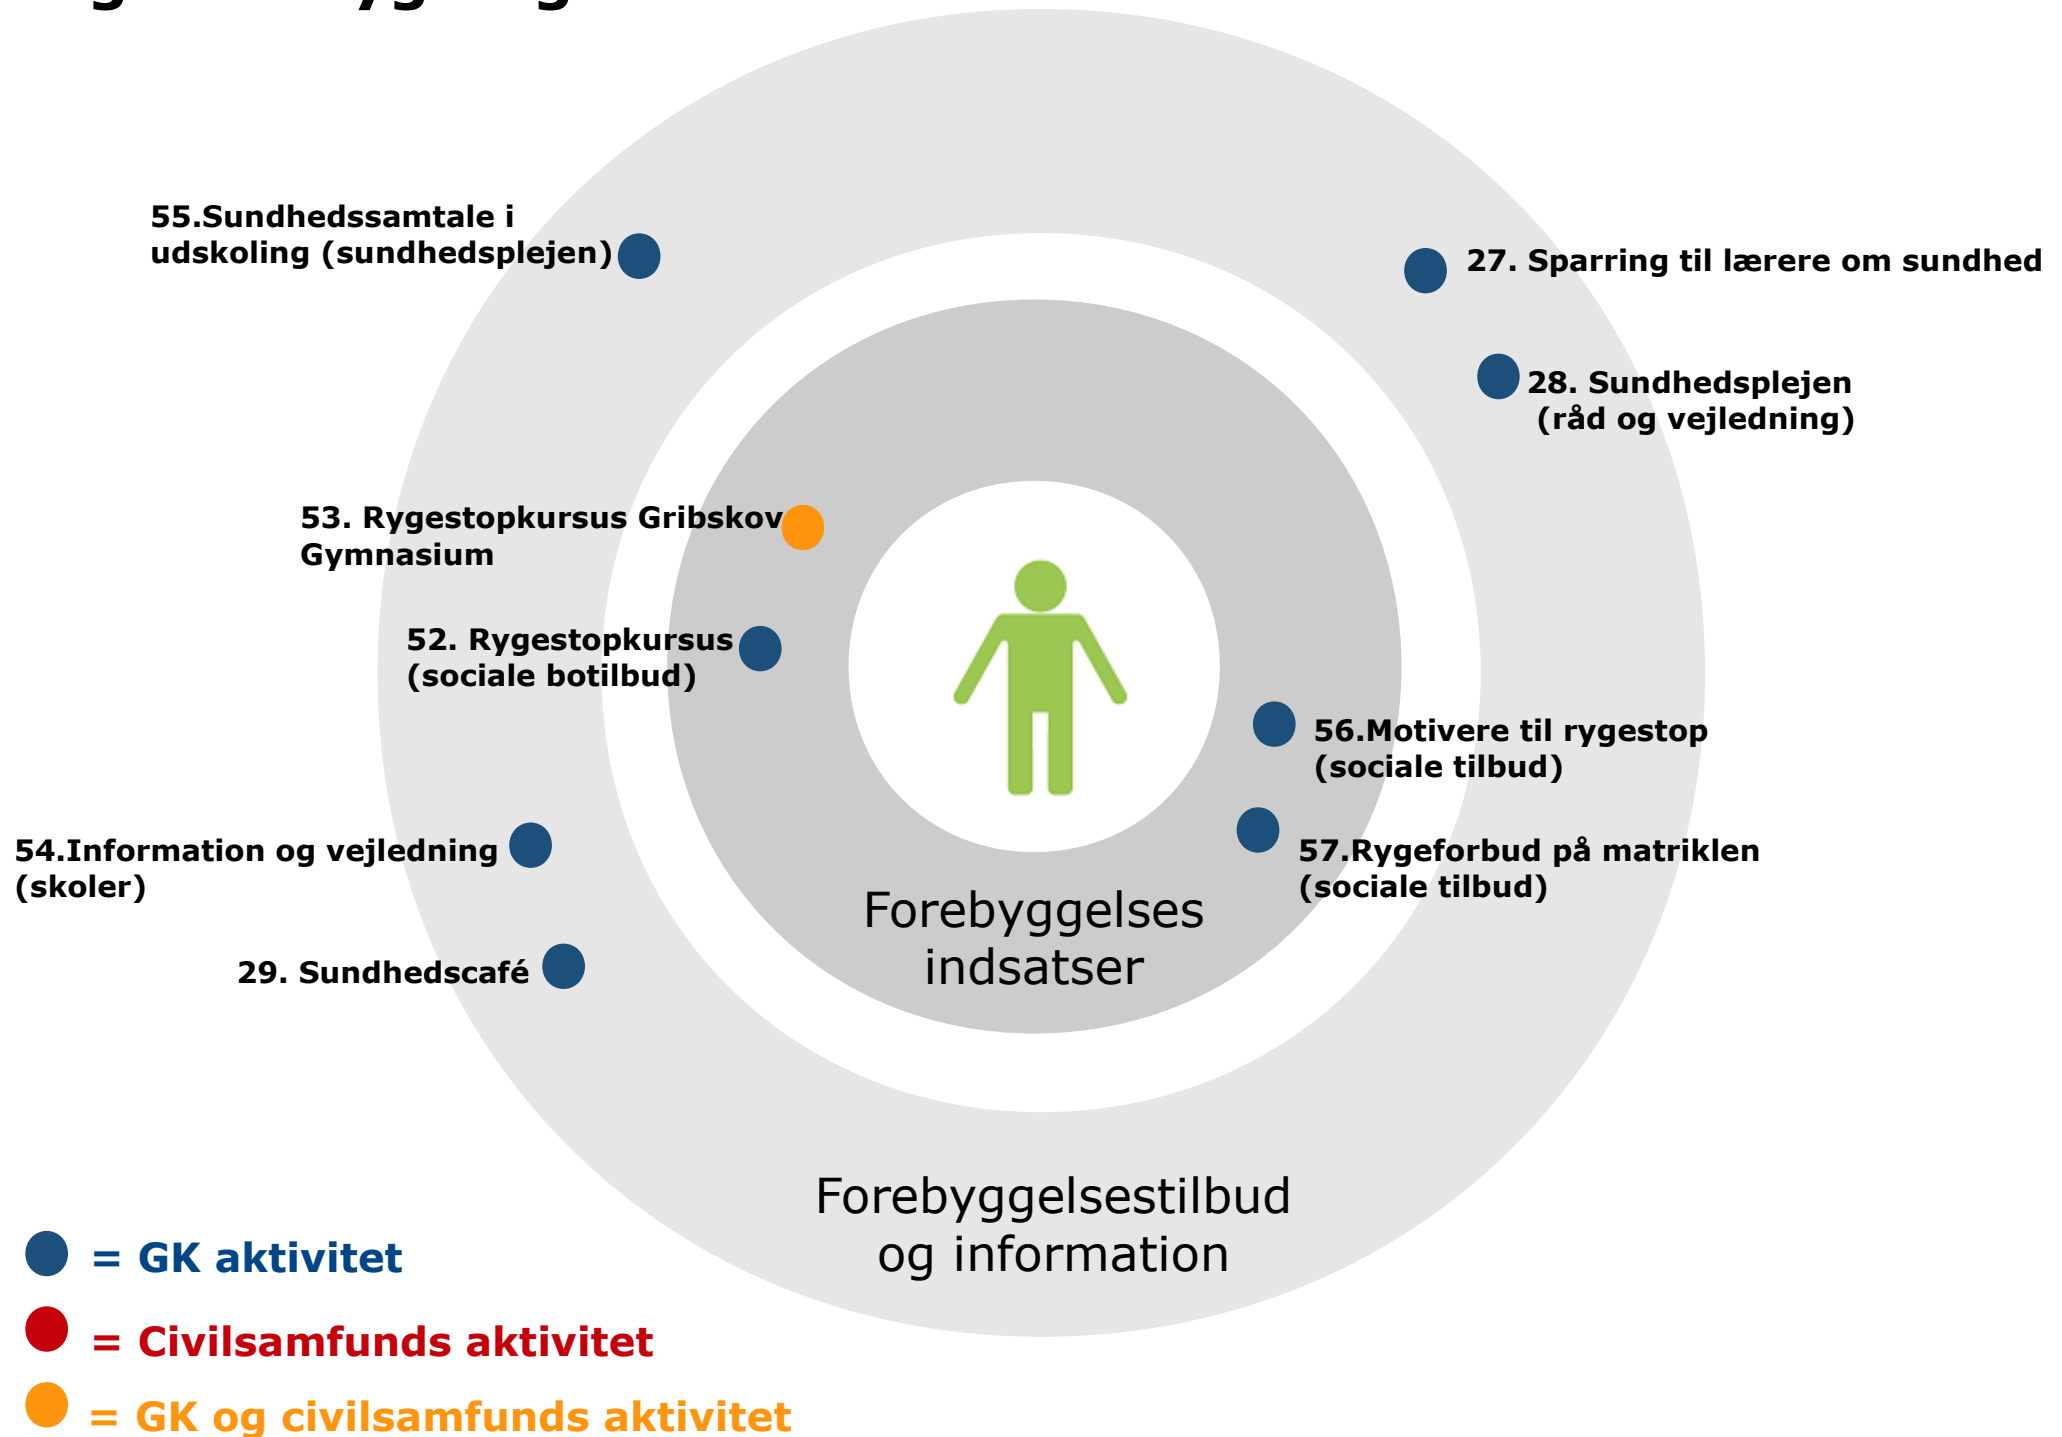 55.Sundhedssamtale i
udskoling (sundhedsplejen)
27. Sparring til lærere om sundhed
28. Sundhedsplejen
(råd og vejledning)
53. Rygestopkursus Gribskov
Gymnasium
52. Rygestopkursus
(sociale botilbud)
56.Motivere til rygestop
(sociale tilbud)
57.Rygeforbud på matriklen
(sociale tilbud)
54.Information og vejledning
(skoler)
29. Sundhedscafé
Forebyggelses
indsatser
Forebyggelsestilbud
og information
= GK aktivitet
= Civilsamfunds aktivitet
= GK og civilsamfunds aktivitet